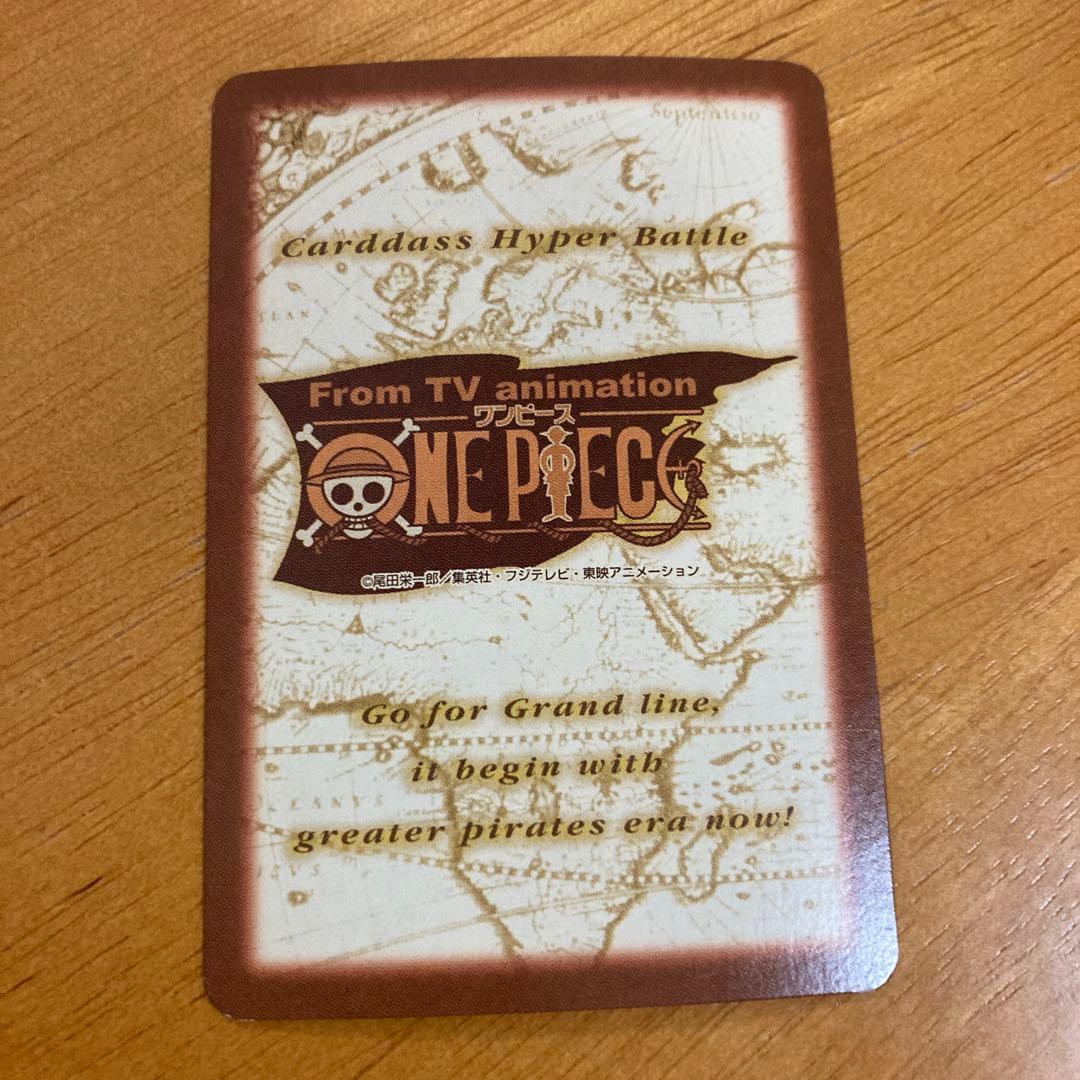 Septentrio
Carddass Hyper Battle
From TV animation
ワンピース
ONE PIECE
©尾田栄一郎／集英社・フジテレビ・東映アニメーション
Go for Grand line,
it begin with
OCEANVS
greater pirates era now!